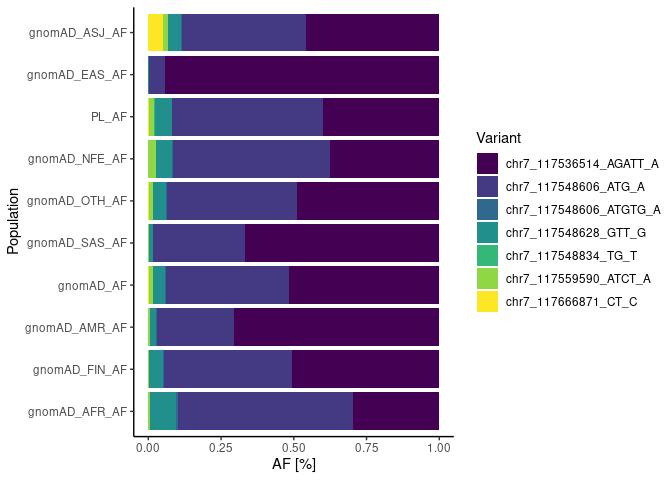 gnomAD_ASJ_AF
gnomAD_EAS_AF
PL_AF
gnomAD_NFE_AF
gnomAD_OTH_AF
gnomAD_SAS_AF
gnomAD_AF
gnomAD_AMR_AF
gnomAD_FIN_AF
gnomAD_AFR_AF
Population
0.00 0.25 0.50 0.75 1.00
AF [%]
Variant
chr7_117536514_AGATT_A
chr7_117548606_ATG_A
chr7_117548606_ATGTG_A
chr7_117548628_GTT_G
chr7_117548834_TG_T
chr7_117559590_ATCT_A
chr7_117666871_CT_C